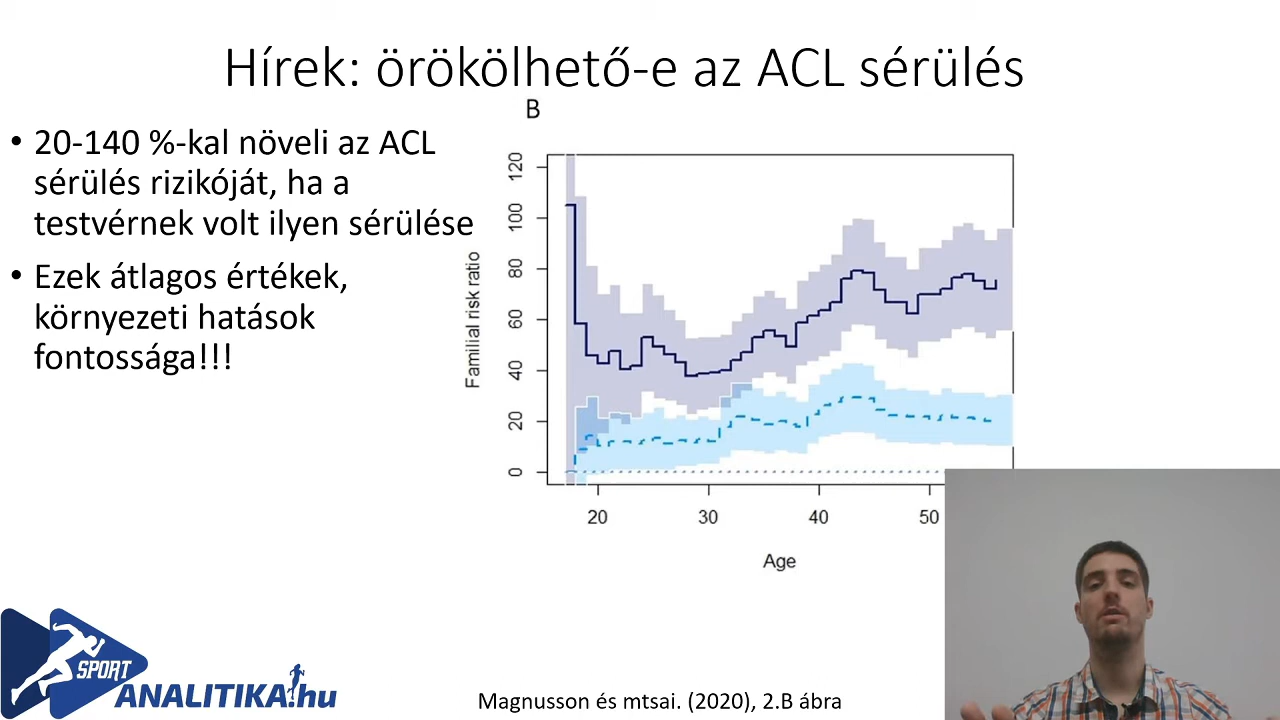 Hírek: örökölhető-e az ACL sérülés
• 20-140 %-kal növeli az ACL
sérülés rizikóját, ha a
testvérnek volt ilyen sérülése
• Ezek átlagos értékek,
környezeti hatások
fontossága!!!
B
Familial risk ratio
120
100
80
60
40
20
0
20 30 40 50
Age
SPORT
ANALITIKA.hu
Magnusson és mtsai. (2020), 2.B ábra